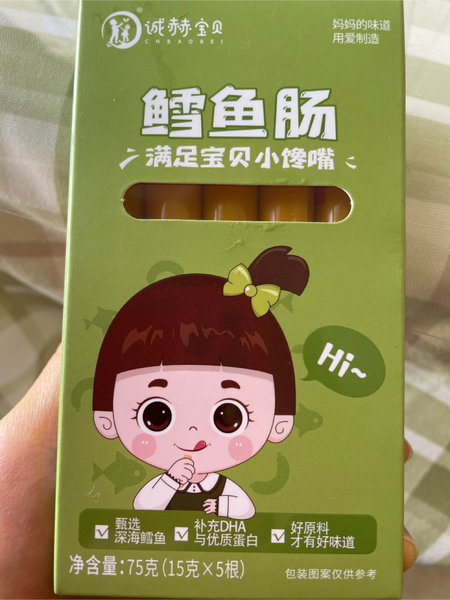 诚赫宝贝
CHBAOBEI
妈妈的味道
用爱制造
鳕鱼肠
满足宝贝小馋嘴
Hi~
甄选
深海鳕鱼
补充DHA
与优质蛋白
好原料
才有好味道
净含量:75克(15克×5根)
包装图案仅供参考